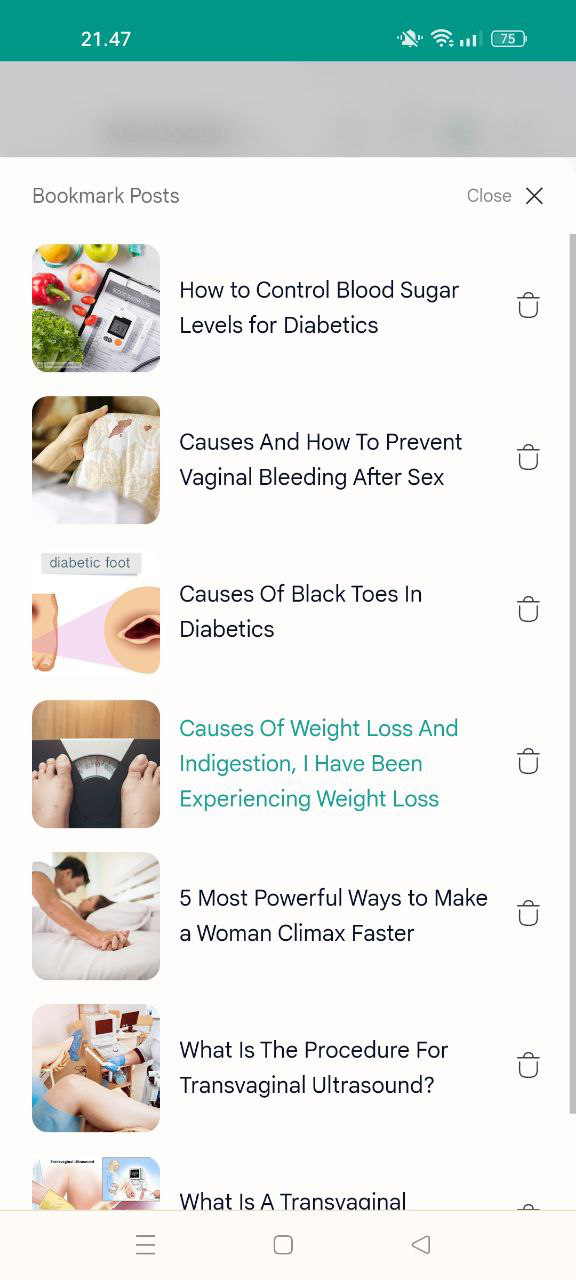 21.47
75
Bookmark Posts
Close
How to Control Blood Sugar
Levels for Diabetics
Causes And How To Prevent
Vaginal Bleeding After Sex
diabetic foot
Causes Of Black Toes In
Diabetics
Causes Of Weight Loss And
Indigestion, I Have Been
Experiencing Weight Loss
5 Most Powerful Ways to Make
a Woman Climax Faster
What Is The Procedure For
Transvaginal Ultrasound?
Transvaginal Ultrasound
What Is A Transvaginal